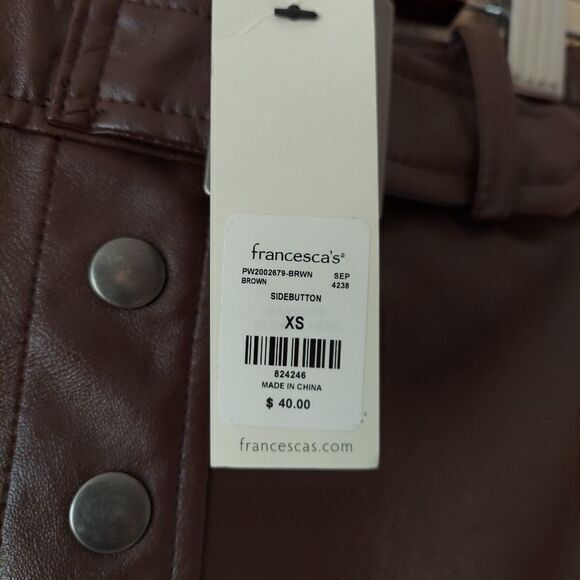 francesca's®
PW2002679-BRWN SEP
BROWN 4238
SIDEBUTTON
XS
824246
MADE IN CHINA
$ 40.00
francescas.com